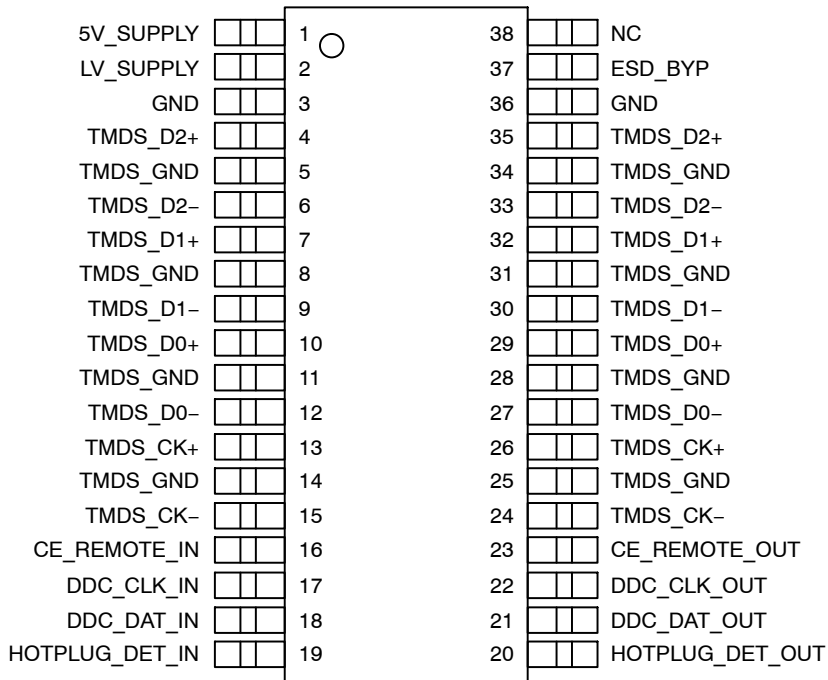 5V_SUPPLY 1 38 NC
LV_SUPPLY 2 37 ESD_BYP
GND 3 36 GND
TMDS_D2+ 4 35 TMDS_D2+
TMDS_GND 5 34 TMDS_GND
TMDS_D2− 6 33 TMDS_D2−
TMDS_D1+ 7 32 TMDS_D1+
TMDS_GND 8 31 TMDS_GND
TMDS_D1− 9 30 TMDS_D1−
TMDS_D0+ 10 29 TMDS_D0+
TMDS_GND 11 28 TMDS_GND
TMDS_D0− 12 27 TMDS_D0−
TMDS_CK+ 13 26 TMDS_CK+
TMDS_GND 14 25 TMDS_GND
TMDS_CK− 15 24 TMDS_CK−
CE_REMOTE_IN 16 23 CE_REMOTE_OUT
DDC_CLK_IN 17 22 DDC_CLK_OUT
DDC_DAT_IN 18 21 DDC_DAT_OUT
HOTPLUG_DET_IN 19 20 HOTPLUG_DET_OUT